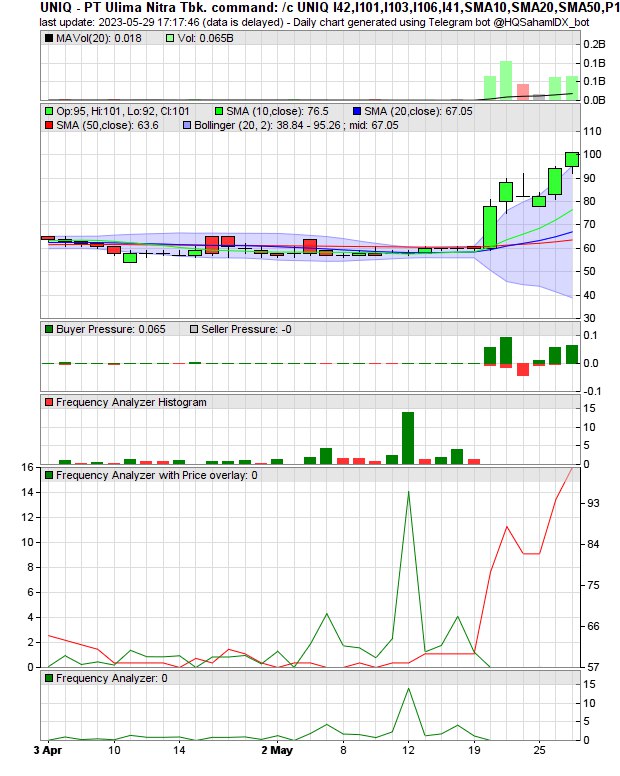 UNIQ - PT Ulima Nitra Tbk. command: /c UNIQ I42,I101,I103,I106,I41,SMA10,SMA20,SMA50,P1
latest update: 2023-05-29 17:17:46 (data is delayed) - Daily chart generated using Telegram bot @HQSahamIDX_bot
MAVol(20): 0.018 Vol: 0.065B
0.2B
0.1B
0.1B
0.0B
Op:95, Hi:101, Lo:92, Cl:101 SMA (10,close): 76.5 SMA (20,close): 67.05
SMA (50,close): 63.6 Bollinger (20, 2): 38.84 - 95.26 ; mid: 67.05
110
100
90
80
70
60
50
40
30
Buyer Pressure: 0.065 Seller Pressure: -0
0.1
0.0
-0.1
Frequency Analyzer Histogram
15
10
5
0
Frequency Analyzer with Price overlay: 0
16
14
12
10
8
6
4
2
0
93
84
75
66
57
Frequency Analyzer: 0
15
10
5
0
3 Apr 10 14 2 May 8 12 19 25